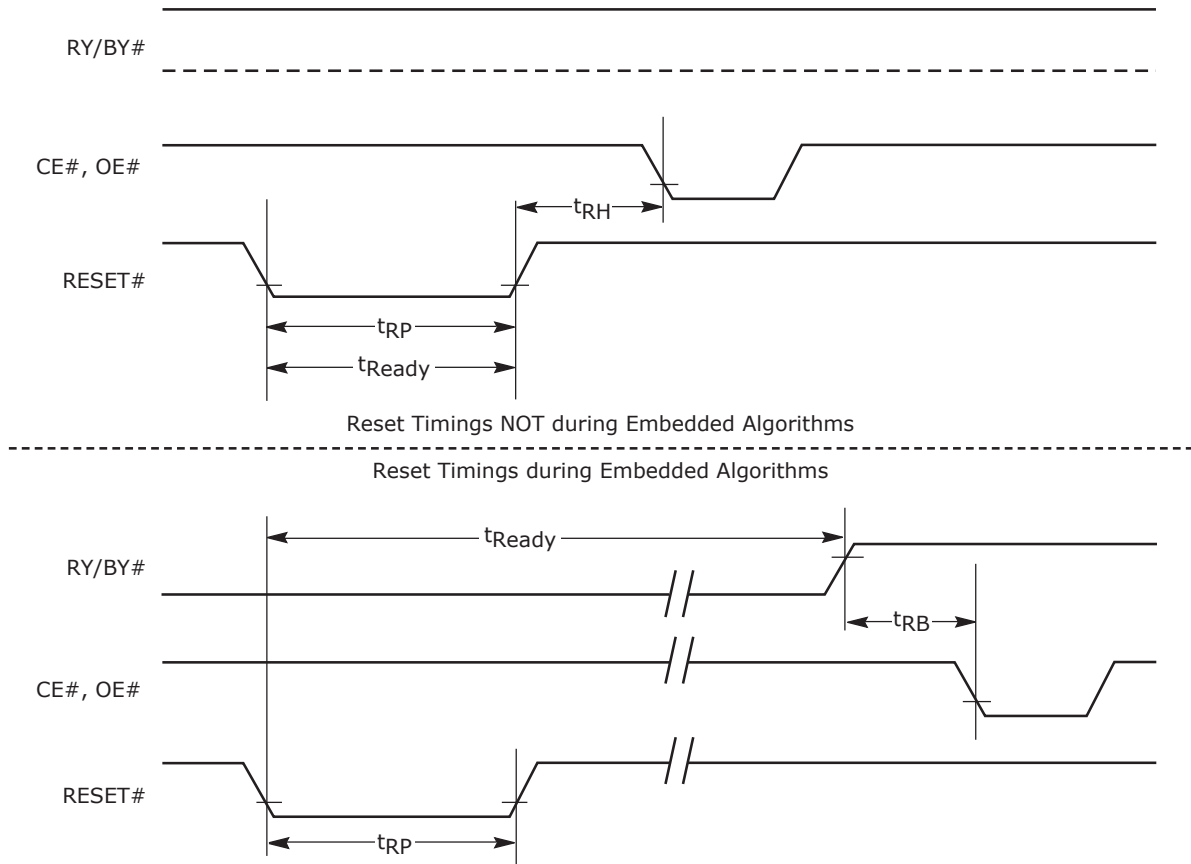 RY/BY#
CE#, OE#
tRH
RESET#
tRP
tReady
Reset Timings NOT during Embedded Algorithms
Reset Timings during Embedded Algorithms
tReady
RY/BY#
tRB
CE#, OE#
RESET#
tRP